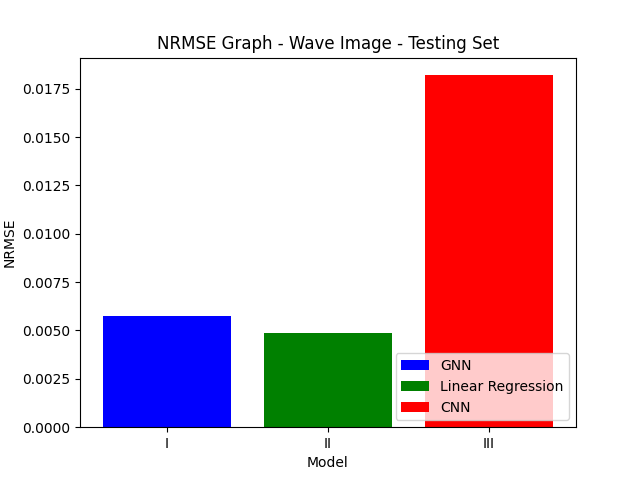 NRMSE Graph - Wave Image - Testing Set
0.0175
0.0150
0.0125
0.0100
0.0075
0.0050
0.0025
0.0000
NRMSE
GNN
Linear Regression
CNN
I
II
III
Model